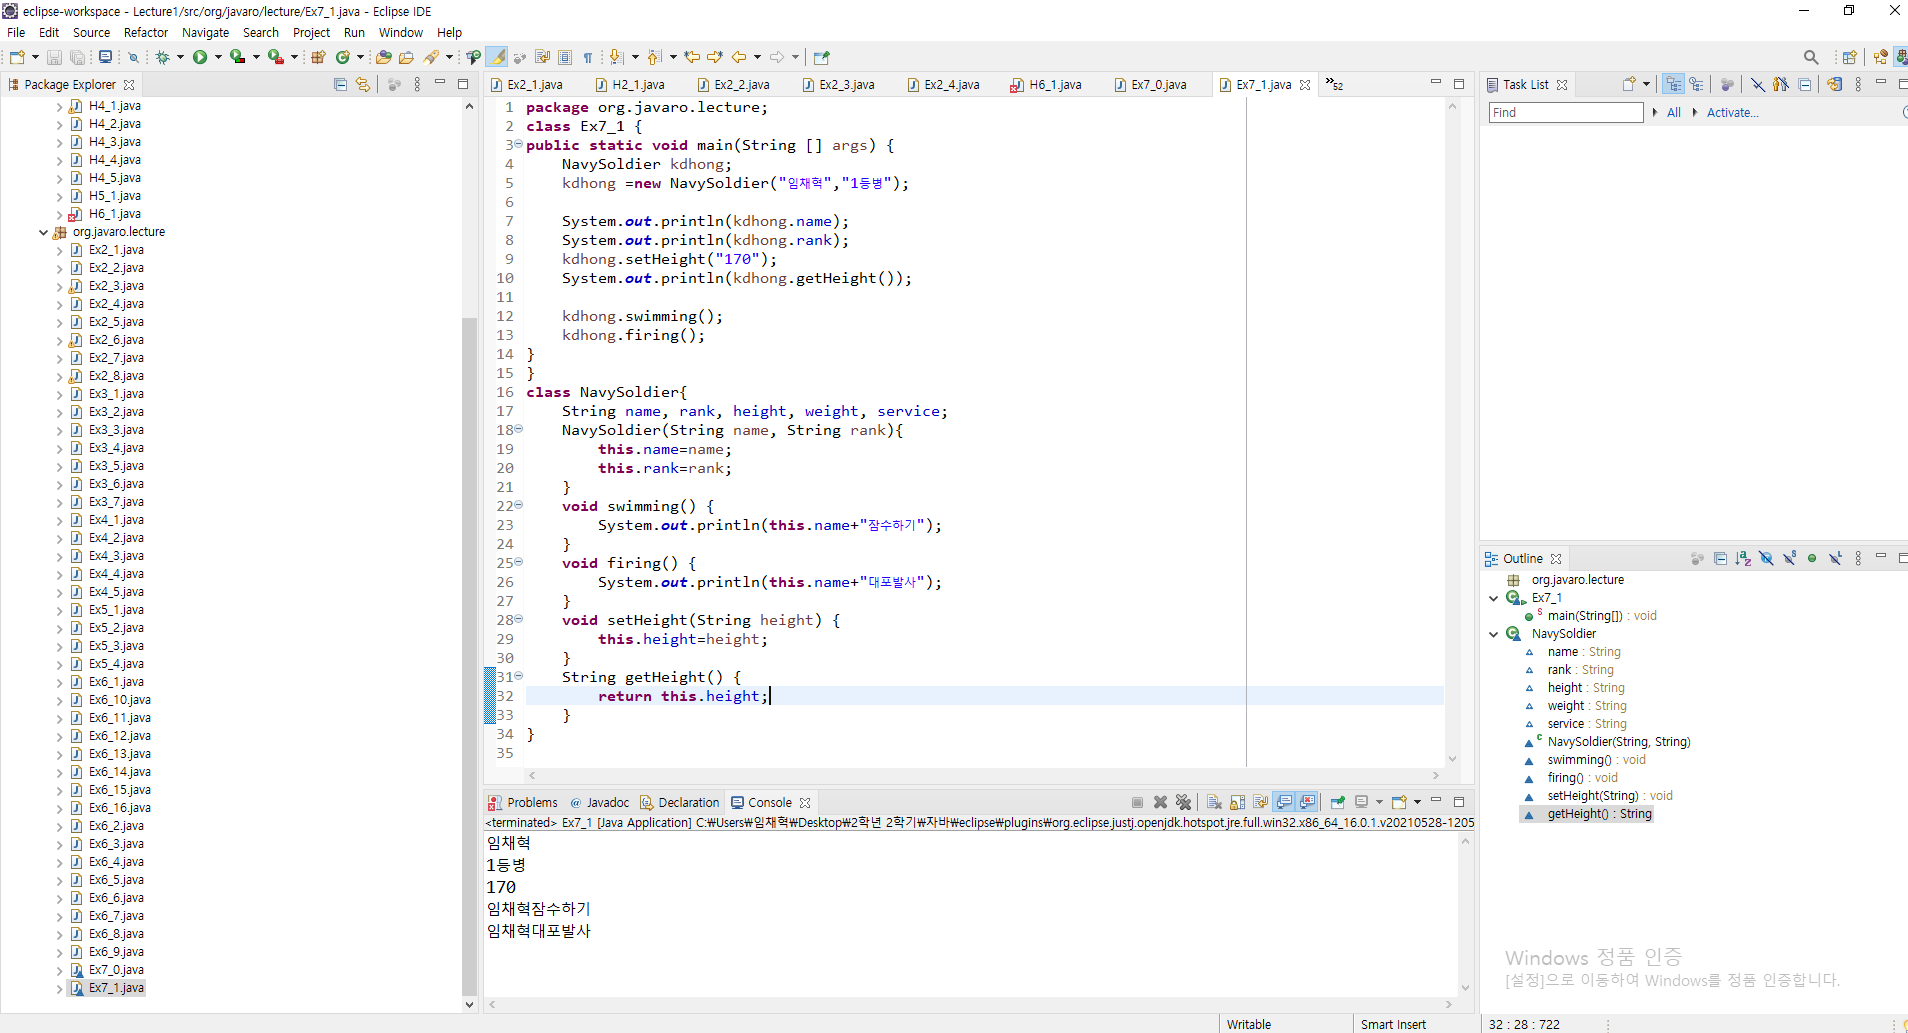 eclipse-workspace - Lecture1/src/org/javaro/lecture/Ex7_1.java - Eclipse IDE
File Edit Source Refactor Navigate Search Project Run Window Help
Package Explorer
H4_1.java
H4_2.java
H4_3.java
H4_4.java
H4_5.java
H5_1.java
H6_1.java
org.javaro.lecture
Ex2_1.java
Ex2_2.java
Ex2_3.java
Ex2_4.java
Ex2_5.java
Ex2_6.java
Ex2_7.java
Ex2_8.java
Ex3_1.java
Ex3_2.java
Ex3_3.java
Ex3_4.java
Ex3_5.java
Ex3_6.java
Ex3_7.java
Ex4_1.java
Ex4_2.java
Ex4_3.java
Ex4_4.java
Ex4_5.java
Ex5_1.java
Ex5_2.java
Ex5_3.java
Ex5_4.java
Ex6_1.java
Ex6_10.java
Ex6_11.java
Ex6_12.java
Ex6_13.java
Ex6_14.java
Ex6_15.java
Ex6_16.java
Ex6_2.java
Ex6_3.java
Ex6_4.java
Ex6_5.java
Ex6_6.java
Ex6_7.java
Ex6_8.java
Ex6_9.java
Ex7_0.java
Ex7_1.java
Ex2_1.java H2_1.java Ex2_2.java Ex2_3.java Ex2_4.java H6_1.java Ex7_0.java Ex7_1.java »52
1 package org.javaro.lecture;
2 class Ex7_1 {
3 public static void main(String [] args) {
4 NavySoldier kdhong;
5 kdhong =new NavySoldier("임채혁","1등병");
6
7 System.out.println(kdhong.name);
8 System.out.println(kdhong.rank);
9 kdhong.setHeight("170");
10 System.out.println(kdhong.getHeight());
11
12 kdhong.swimming();
13 kdhong.firing();
14 }
15 }
16 class NavySoldier{
17 String name, rank, height, weight, service;
18 NavySoldier(String name, String rank){
19 this.name=name;
20 this.rank=rank;
21 }
22 void swimming() {
23 System.out.println(this.name+"잠수하기");
24 }
25 void firing() {
26 System.out.println(this.name+"대포발사");
27 }
28 void setHeight(String height) {
29 this.height=height;
30 }
31 String getHeight() {
32 return this.height;
33 }
34 }
35
Problems @ Javadoc Declaration Console
<terminated> Ex7_1 [Java Application] C:₩Users₩임채혁₩Desktop₩2학년 2학기₩자바₩eclipse₩plugins₩org.eclipse.justj.openjdk.hotspot.jre.full.win32.x86_64_16.0.1.v20210528-1205
임채혁
1등병
170
임채혁잠수하기
임채혁대포발사
Task List
Find All Activate...
Outline
org.javaro.lecture
Ex7_1
main(String[]) : void
NavySoldier
name : String
rank : String
height : String
weight : String
service : String
NavySoldier(String, String)
swimming() : void
firing() : void
setHeight(String) : void
getHeight() : String
Windows 정품 인증
[설정]으로 이동하여 Windows를 정품 인증합니다.
Writable Smart Insert 32 : 28 : 722